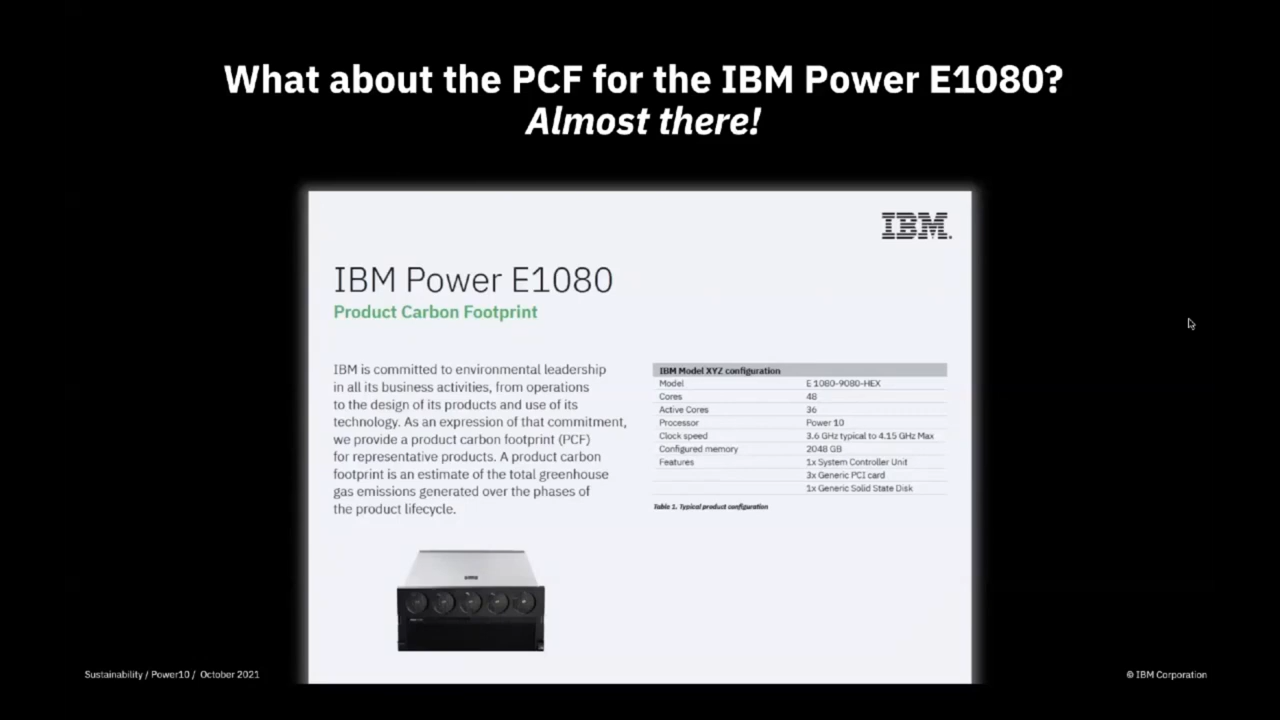 What about the PCF for the IBM Power E1080?
Almost there!
IBM.
IBM Power E1080
Product Carbon Footprint
IBM is committed to environmental leadership
in all its business activities, from operations
to the design of its products and use of its
technology. As an expression of that commitment,
we provide a product carbon footprint (PCF)
for representative products. A product carbon
footprint is an estimate of the total greenhouse
gas emissions generated over the phases of
the product lifecycle.
IBM Model XYZ configuration
Model E 1080-9080-HEX
Cores 48
Active Cores 36
Processor Power 10
Clock speed 3.6 GHz typical to 4.15 GHz Max
Configured memory 2048 GB
Features 1x System Controller Unit
3x Generic PCI card
1x Generic Solid State Disk
Table 1. Typical product configuration
Sustainability / Power10 / October 2021
© IBM Corporation